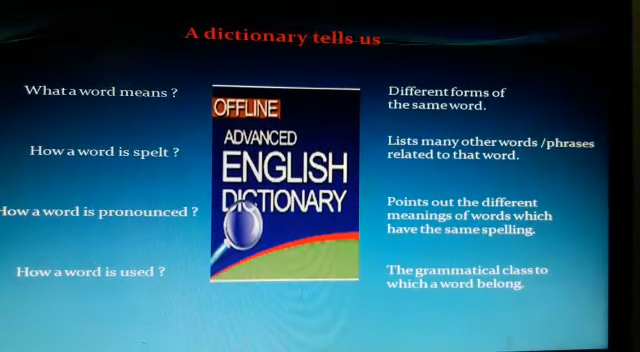 A dictionary tells us
What a word means ?
How a word is spelt ?
How a word is pronounced ?
How a word is used ?
OFFLINE
ADVANCED
ENGLISH
DICTIONARY
Different forms of
the same word.
Lists many other words /phrases
related to that word.
Points out the different
meanings of words which
have the same spelling.
The grammatical class to
which a word belong.